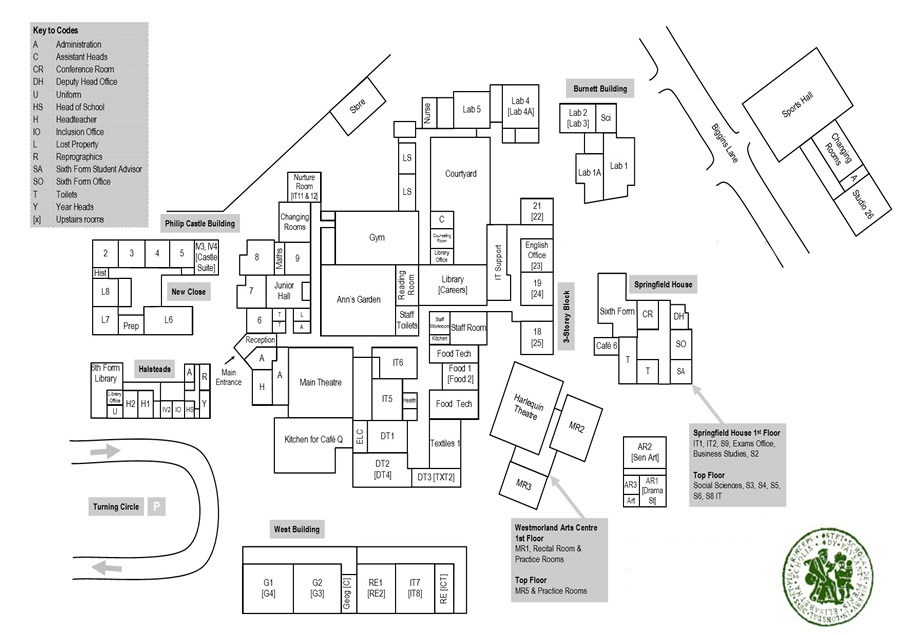 Key to Codes
A Administration
C Assistant Heads
CR Conference Room
DH Deputy Head Office
U Uniform
HS Head of School
H Headteacher
IO Inclusion Office
L Lost Property
R Reprographics
SA Sixth Form Student Advisor
SO Sixth Form Office
T Toilets
Y Year Heads
[x] Upstairs rooms
Store
Nurse
Lab 5
Lab 4
[Lab 4A]
Burnett Building
Lab 2
[Lab 3]
Sci
Lab 1A
Lab 1
Biggins Lane
Sports Hall
Changing
Rooms
A
Studio 26
LS
LS
Courtyard
C
Counseling
Room
Library
Office
Nurture
Room
[IT11 & 12]
Changing
Rooms
Gym
Philip Castle Building
2
3
4
5
IV3, IV4
[Castle
Suite]
Hist
L8
New Close
L7
Prep
L6
8
Maths
9
7
Junior
Hall
6
T
T
L
A
Ann's Garden
Reading
Room
Library
[Careers]
IT Support
Staff
Toilets
Staff
Workroom
Kitchen
Staff Room
21
[22]
English
Office
[23]
19
[24]
18
[25]
3-Storey Block
Springfield House
Sixth Form
CR
DH
Café 6
T
T
SO
SA
Reception
Main
Entrance
A
H
A
Main Theatre
Kitchen for Café Q
IT6
IT5
Health
ELC
DT1
DT2
[DT4]
DT3 [TXT2]
Food Tech
Food 1
[Food 2]
Food Tech
Textiles 1
Halsteads
6th Form
Library
Library
Office
U
H2
H1
IV2
IO
HS
A
R
Y
Harlequin
Theatre
MR2
MR3
AR2
[Sen Art]
AR3
Art
AR1
[Drama
St]
Springfield House 1st Floor
IT1, IT2, S9, Exams Office,
Business Studies, S2
Top Floor
Social Sciences, S3, S4, S5,
S6, S8 IT
Turning Circle
P
West Building
G1
[G4]
G2
[G3]
Geog [C]
RE1
[RE2]
IT7
[IT8]
RE [ICT]
Westmorland Arts Centre
1st Floor
MR1, Recital Room &
Practice Rooms
Top Floor
MR5 & Practice Rooms